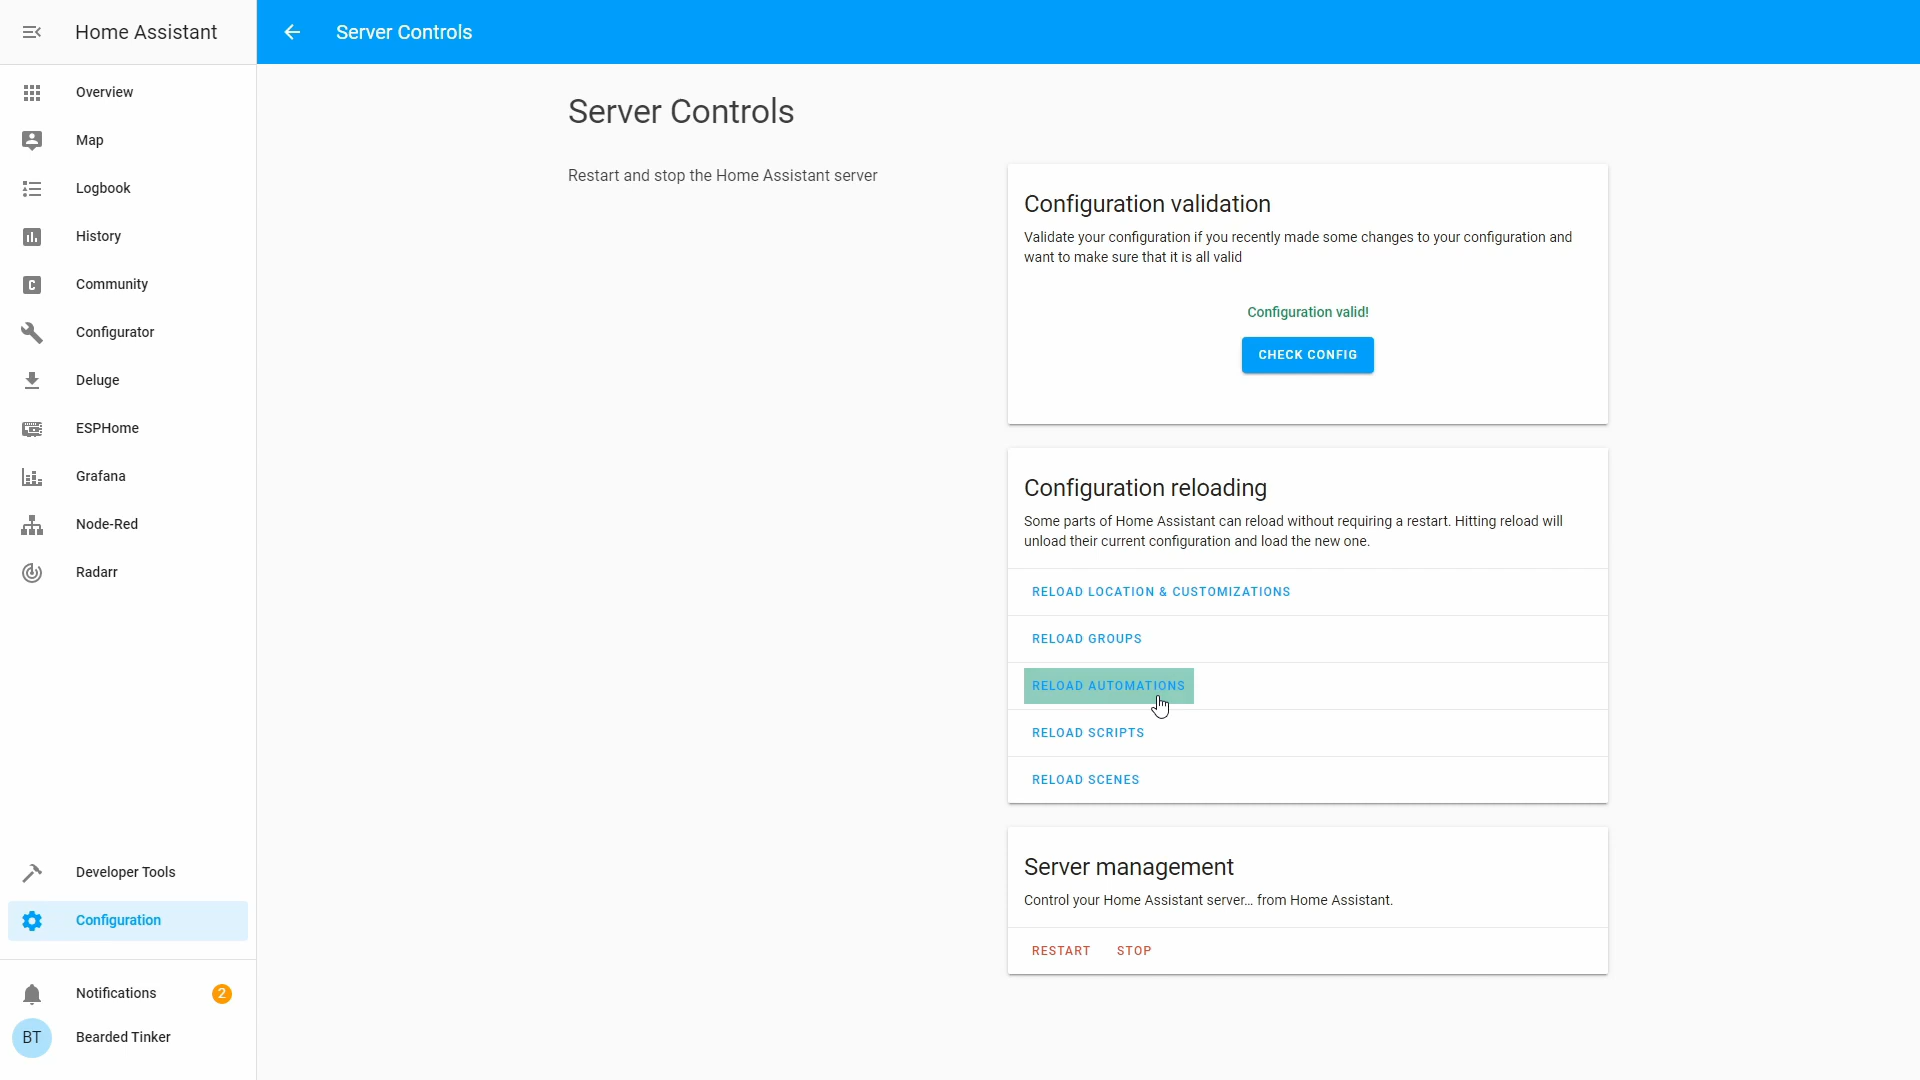 Home Assistant
Server Controls
Overview
Map
Logbook
History
Community
C
Configurator
Deluge
ESPHome
Grafana
Node-Red
Radarr
Developer Tools
Configuration
Notifications
2
BT
Bearded Tinker
Server Controls
Restart and stop the Home Assistant server
Configuration validation
Validate your configuration if you recently made some changes to your configuration and
want to make sure that it is all valid
Configuration valid!
CHECK CONFIG
Configuration reloading
Some parts of Home Assistant can reload without requiring a restart. Hitting reload will
unload their current configuration and load the new one.
RELOAD LOCATION & CUSTOMIZATIONS
RELOAD GROUPS
RELOAD AUTOMATIONS
RELOAD SCRIPTS
RELOAD SCENES
Server management
Control your Home Assistant server... from Home Assistant.
RESTART STOP